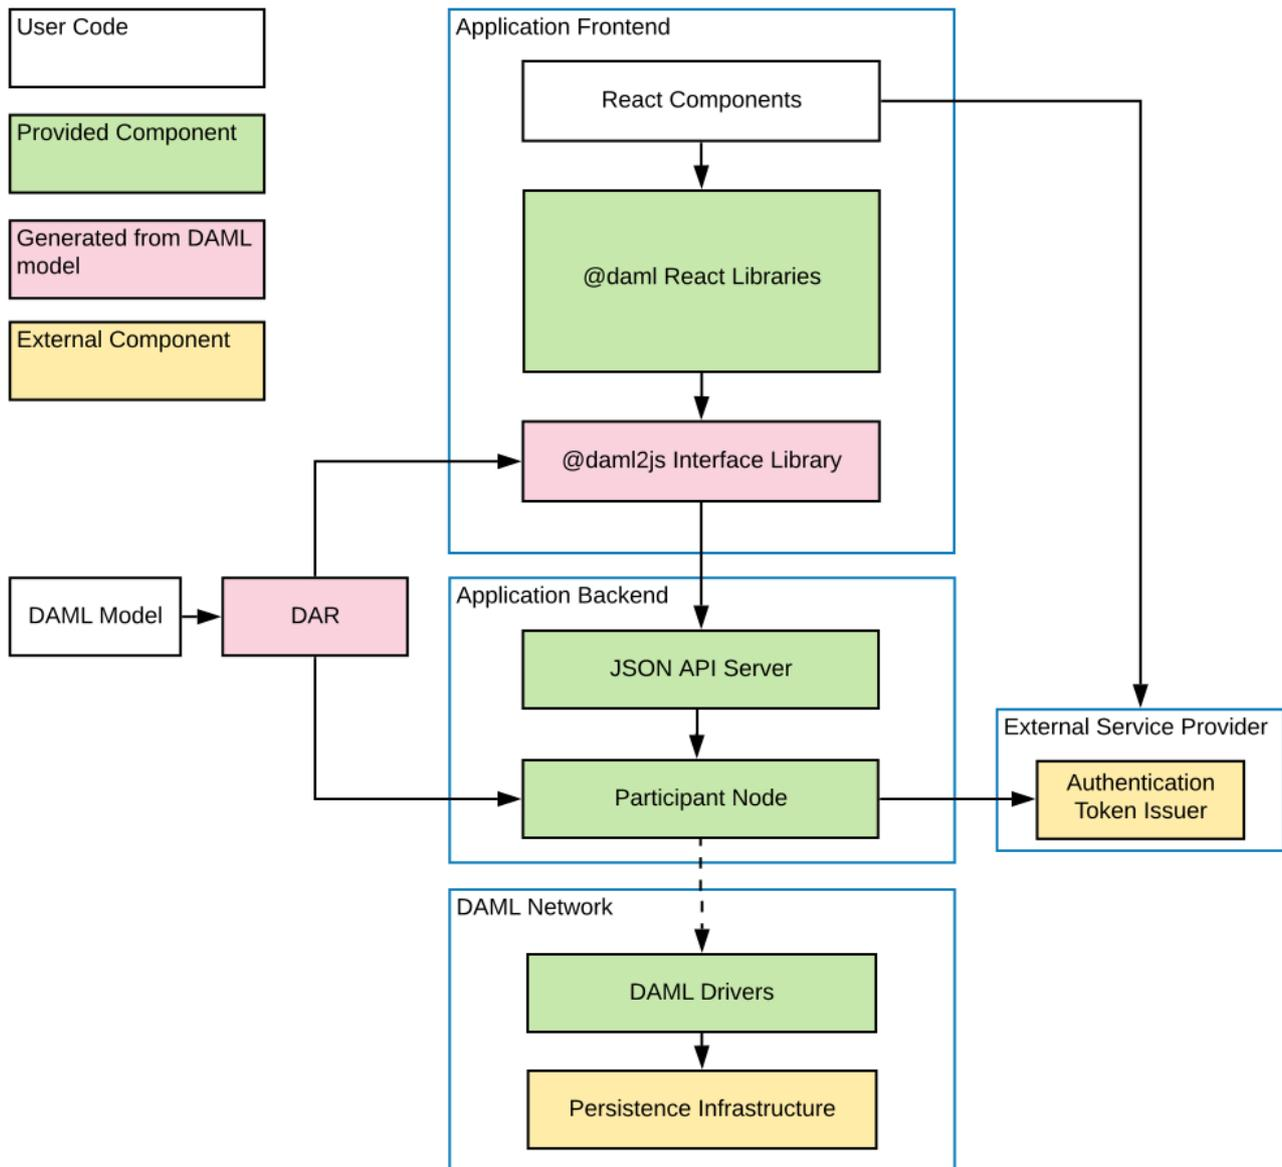 User Code
Provided Component
Generated from DAML
model
External Component
Application Frontend
React Components
@daml React Libraries
@daml2js Interface Library
DAML Model
DAR
Application Backend
JSON API Server
Participant Node
External Service Provider
Authentication
Token Issuer
DAML Network
DAML Drivers
Persistence Infrastructure